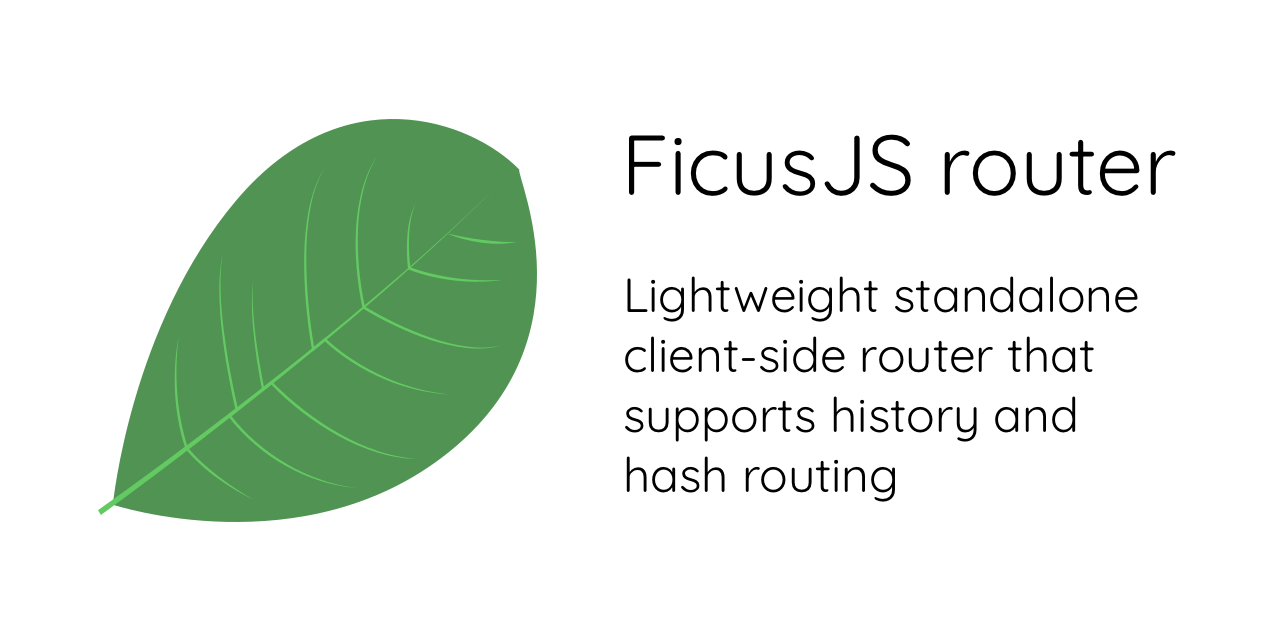 FicusJS router
Lightweight standalone
client-side router that
supports history and
hash routing